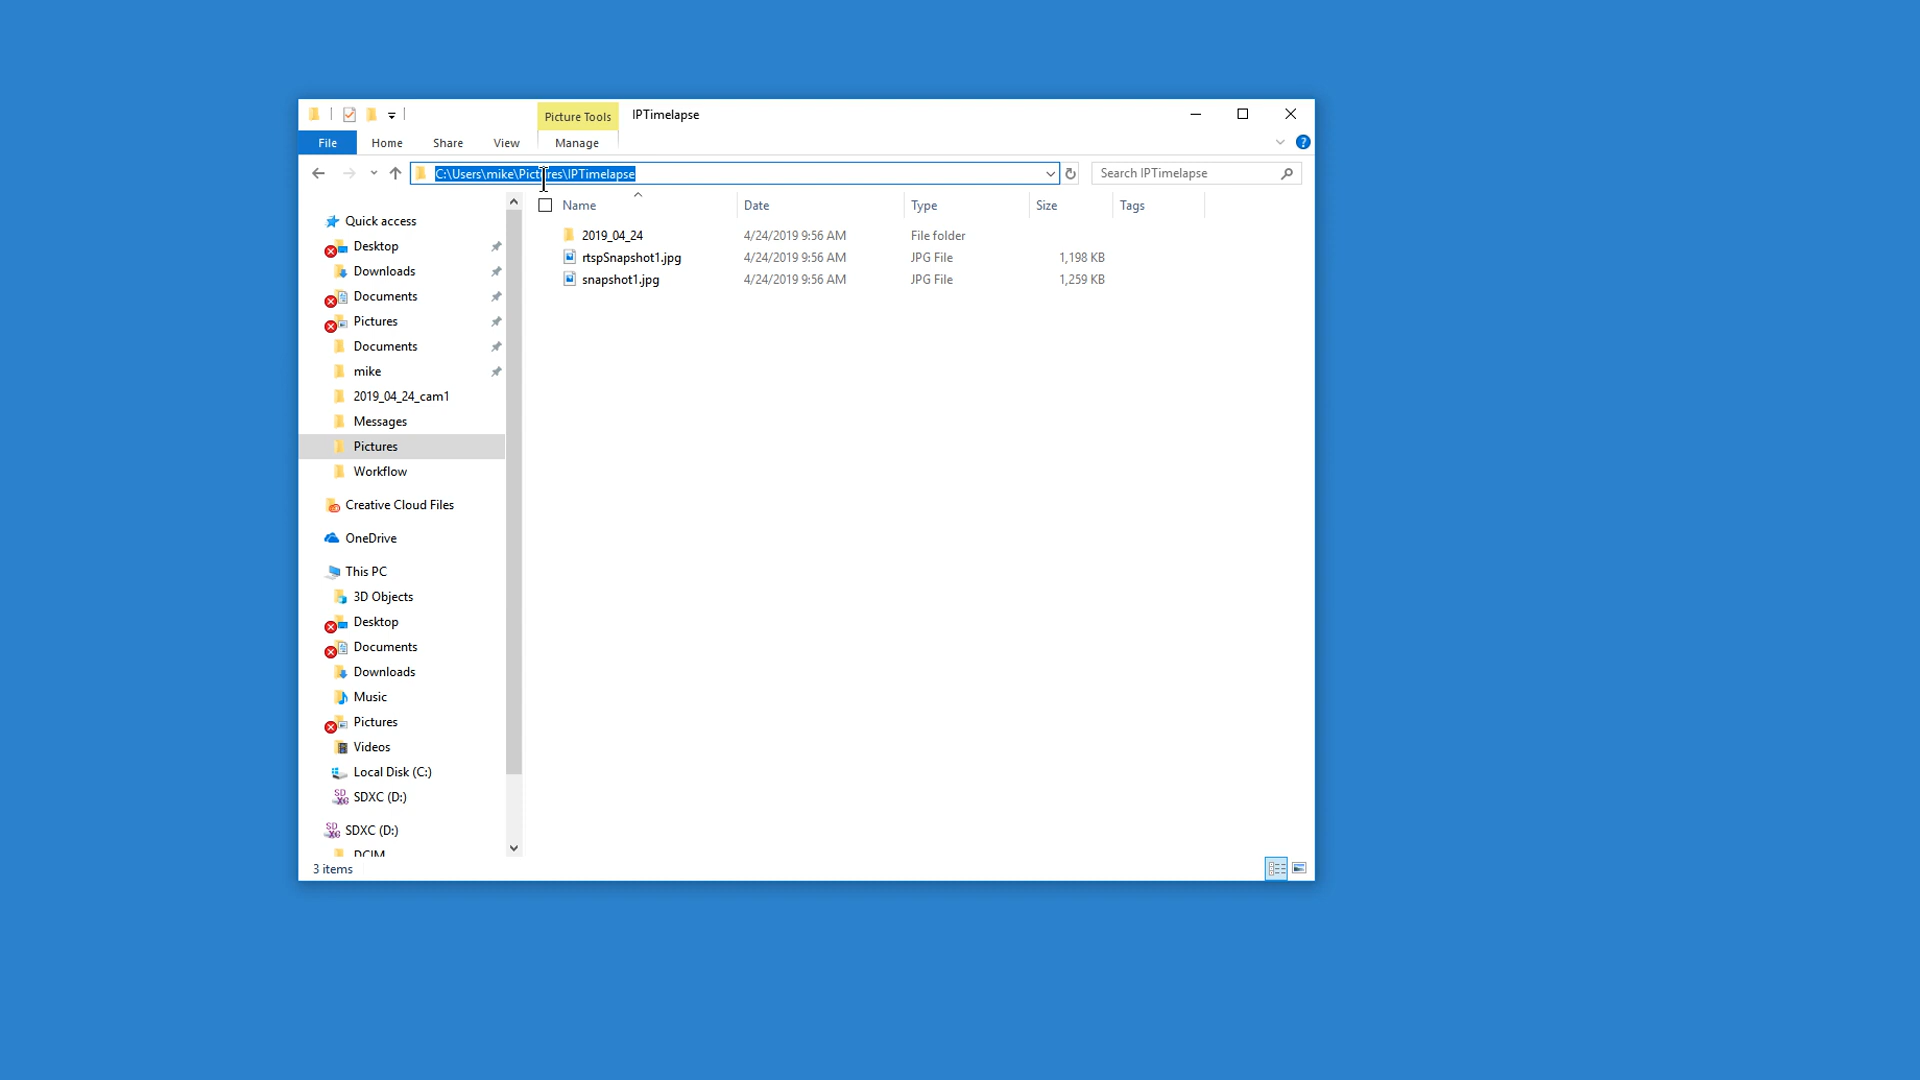 Picture Tools IPTimelapse
File Home Share View Manage
C:\Users\mike\Pictures\IPTimelapse Search IPTimelapse
Name Date Type Size Tags
2019_04_24 4/24/2019 9:56 AM File folder
rtspSnapshot1.jpg 4/24/2019 9:56 AM JPG File 1,198 KB
snapshot1.jpg 4/24/2019 9:56 AM JPG File 1,259 KB
Quick access
Desktop
Downloads
Documents
Pictures
Documents
mike
2019_04_24_cam1
Messages
Pictures
Workflow
Creative Cloud Files
OneDrive
This PC
3D Objects
Desktop
Documents
Downloads
Music
Pictures
Videos
Local Disk (C:)
SDXC (D:)
SDXC (D:)
DCIM
3 items